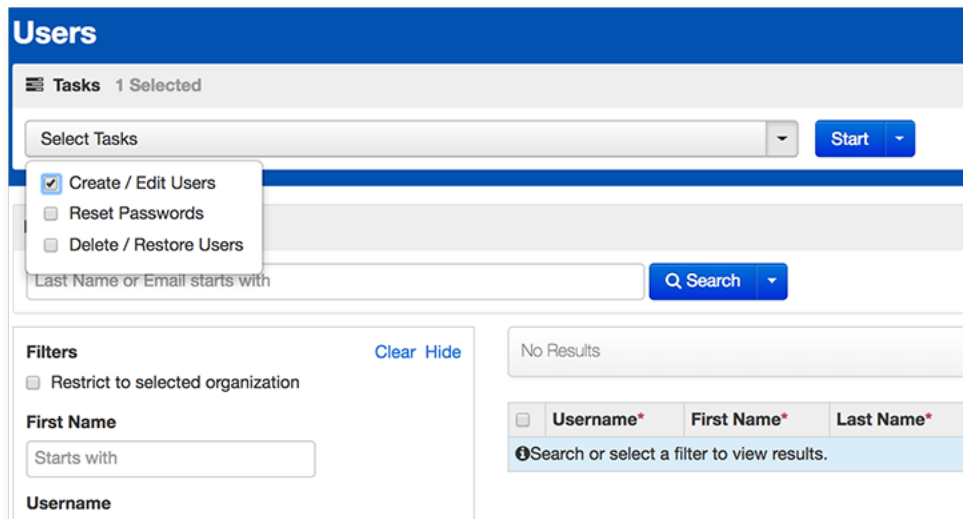 Users
Tasks 1 Selected
Select Tasks
Start
Create / Edit Users
Reset Passwords
Delete / Restore Users
Last Name or Email starts with
Search
Filters
Clear Hide
Restrict to selected organization
First Name
Starts with
Username
No Results
Username* First Name* Last Name*
Search or select a filter to view results.